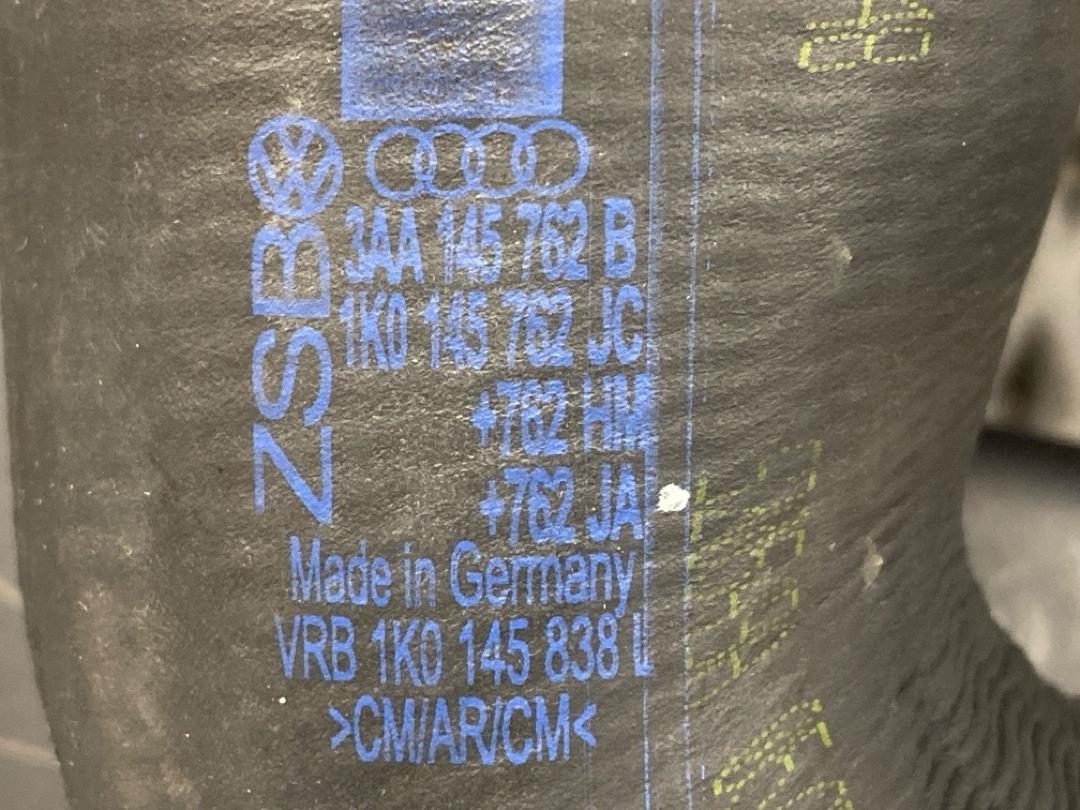 ZSB
3AA 145 762 B
1K0 145 762 JC
+762 HM
+762 JA
Made in Germany
VRB 1K0 145 838 L
>CM/AR/CM<